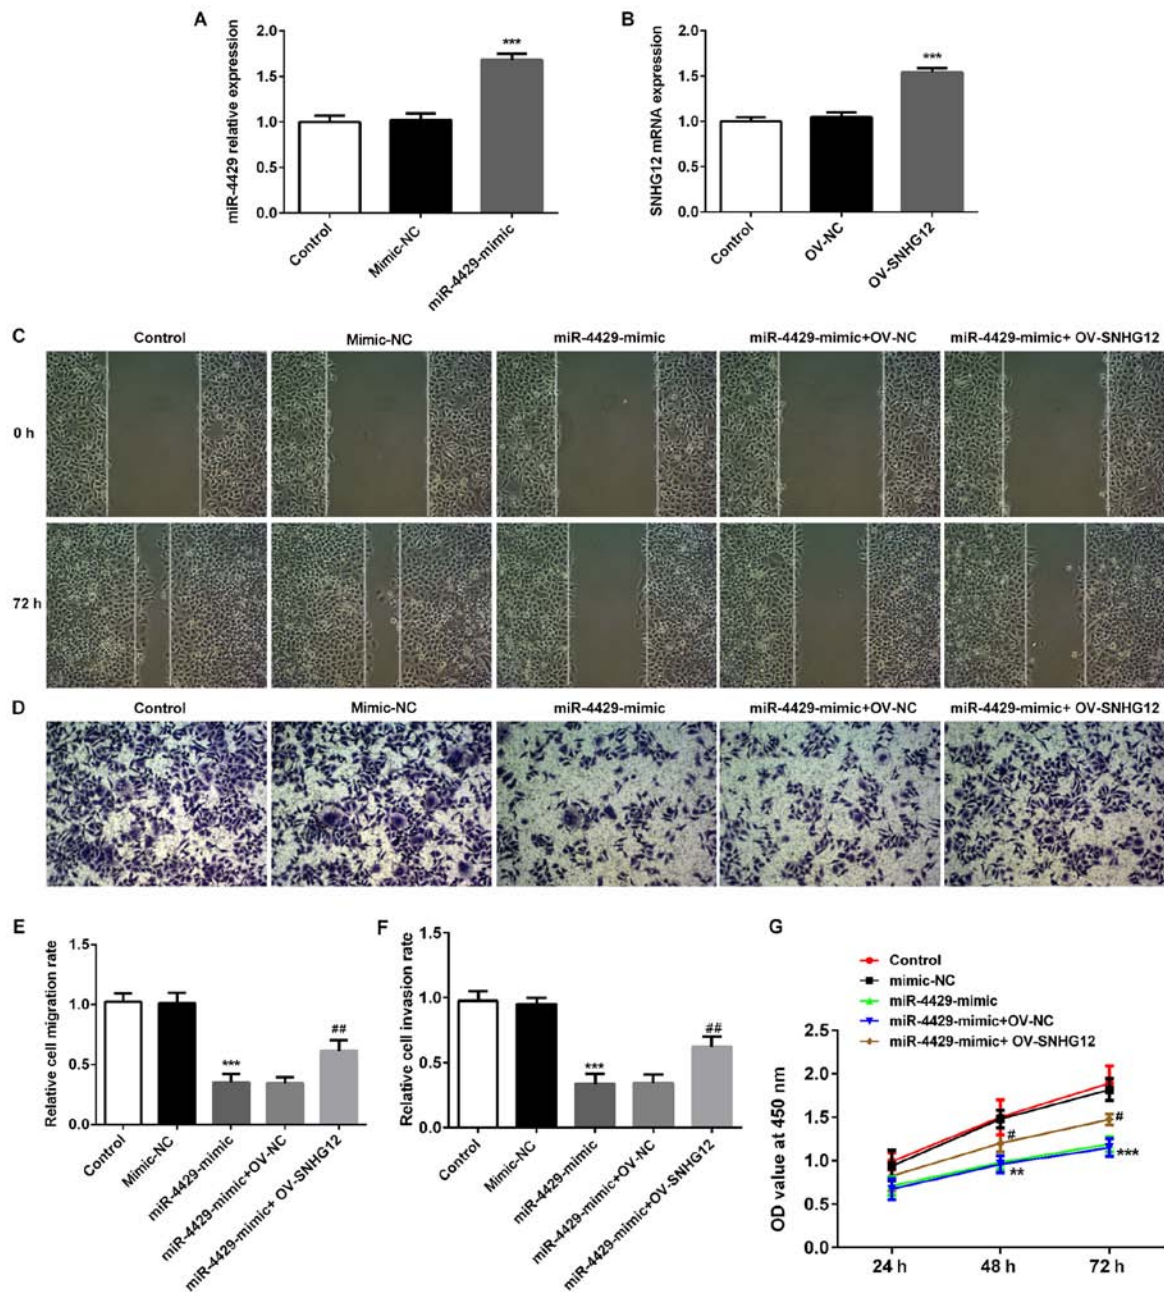 A
miR-4429 relative expression
2.0
1.5
1.0
0.5
0.0
***
Control
Mimic-NC
miR-4429-mimic
B
SNHG12 mRNA expression
2.0
1.5
1.0
0.5
0.0
***
Control
OV-NC
OV-SNHG12
C
Control
Mimic-NC
miR-4429-mimic
miR-4429-mimic+OV-NC
miR-4429-mimic+ OV-SNHG12
0 h
72 h
D
Control
Mimic-NC
miR-4429-mimic
miR-4429-mimic+OV-NC
miR-4429-mimic+ OV-SNHG12
E
Relative cell migration rate
1.5
1.0
0.5
0.0
***
##
Control
Mimic-NC
miR-4429-mimic
miR-4429-mimic+OV-NC
miR-4429-mimic+ OV-SNHG12
F
Relative cell invasion rate
1.5
1.0
0.5
0.0
***
##
Control
Mimic-NC
miR-4429-mimic
miR-4429-mimic+OV-NC
miR-4429-mimic+OV-SNHG12
G
Control
mimic-NC
miR-4429-mimic
miR-4429-mimic+OV-NC
miR-4429-mimic+ OV-SNHG12
OD value at 450 nm
2.5
2.0
1.5
1.0
0.5
0.0
#
**
#
***
24 h
48 h
72 h